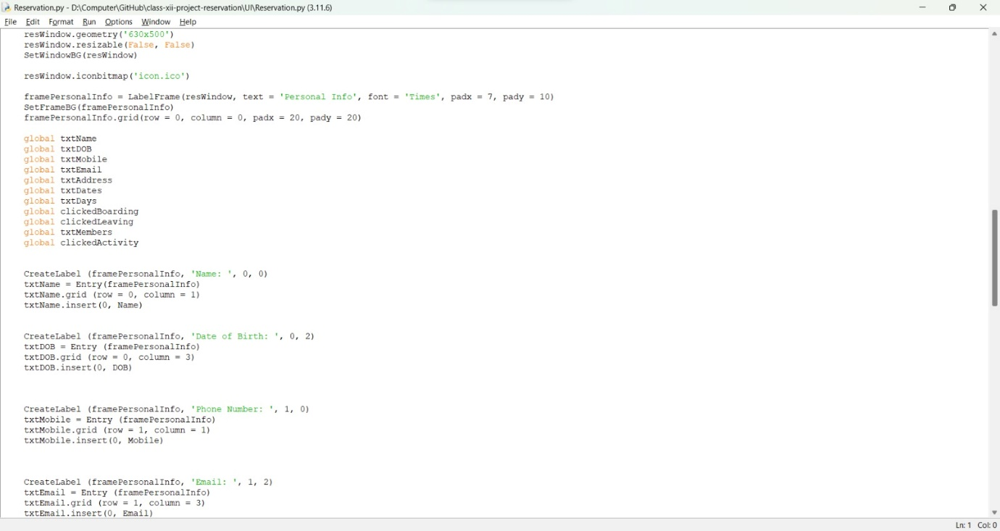 Reservation.py - D:\Computer\GitHub\class-xii-project-reservation\UI\Reservation.py (3.11.6)
File Edit Format Run Options Window Help
resWindow.geometry('630x500')
resWindow.resizable(False, False)
SetWindowBG(resWindow)
resWindow.iconbitmap('icon.ico')
framePersonalInfo = LabelFrame(resWindow, text = 'Personal Info', font = 'Times', padx = 7, pady = 10)
SetFrameBG(framePersonalInfo)
framePersonalInfo.grid(row = 0, column = 0, padx = 20, pady = 20)
global txtName
global txtDOB
global txtMobile
global txtEmail
global txtAddress
global txtDates
global txtDays
global clickedBoarding
global clickedLeaving
global txtMembers
global clickedActivity
CreateLabel (framePersonalInfo, 'Name: ', 0, 0)
txtName = Entry(framePersonalInfo)
txtName.grid (row = 0, column = 1)
txtName.insert(0, Name)
CreateLabel (framePersonalInfo, 'Date of Birth: ', 0, 2)
txtDOB = Entry (framePersonalInfo)
txtDOB.grid (row = 0, column = 3)
txtDOB.insert(0, DOB)
CreateLabel (framePersonalInfo, 'Phone Number: ', 1, 0)
txtMobile = Entry (framePersonalInfo)
txtMobile.grid (row = 1, column = 1)
txtMobile.insert(0, Mobile)
CreateLabel (framePersonalInfo, 'Email: ', 1, 2)
txtEmail = Entry (framePersonalInfo)
txtEmail.grid (row = 1, column = 3)
txtEmail.insert(0, Email)
Ln: 1 Col: 0